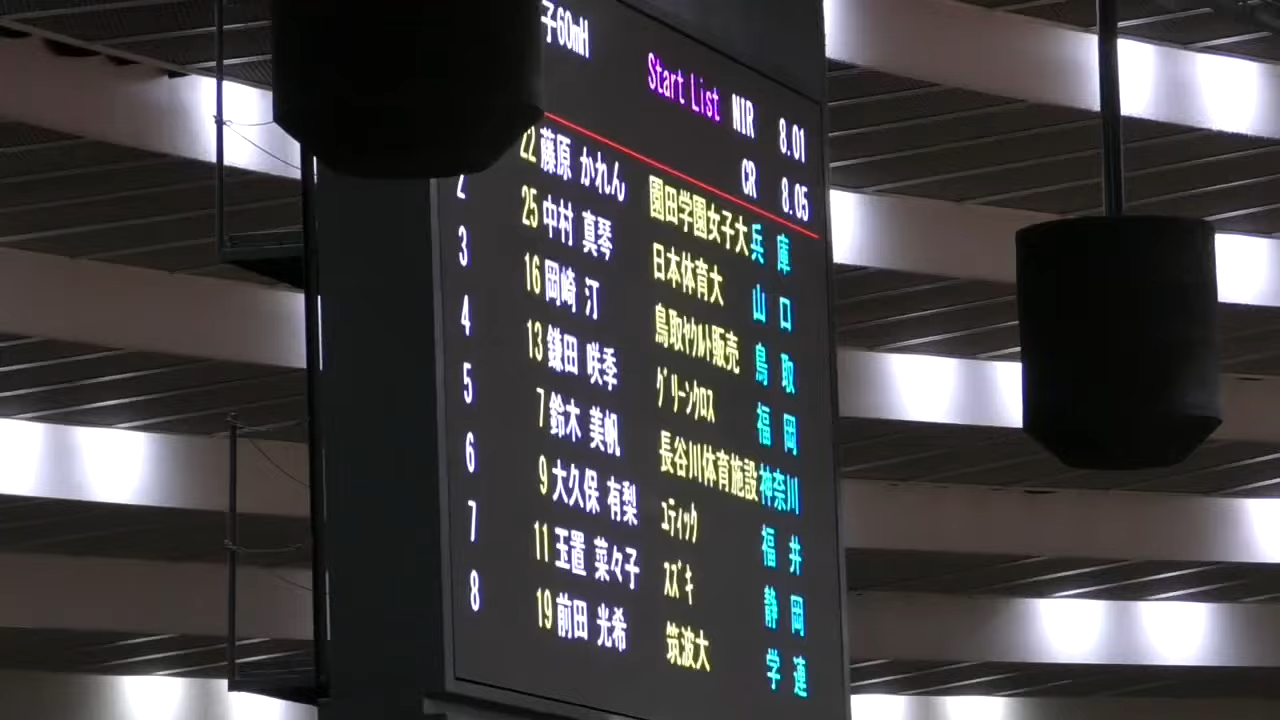 子60mH
Start List NIR 8.01
CR 8.05
22 藤原 かれん 園田学園女子大 兵庫
2 25 中村 真琴 日本体育大 山口
3 16 岡崎 汀 鳥取ﾔｸﾙﾄ販売 鳥取
4 13 鎌田 咲季 ｸﾞﾘｰﾝｸﾛｽ 福岡
5 7 鈴木 美帆 長谷川体育施設 神奈川
6 9 大久保 有梨 ﾕﾃｨｯｸ 福井
7 11 玉置 菜々子 ｽｽﾞｷ 静岡
8 19 前田 光希 筑波大 学連